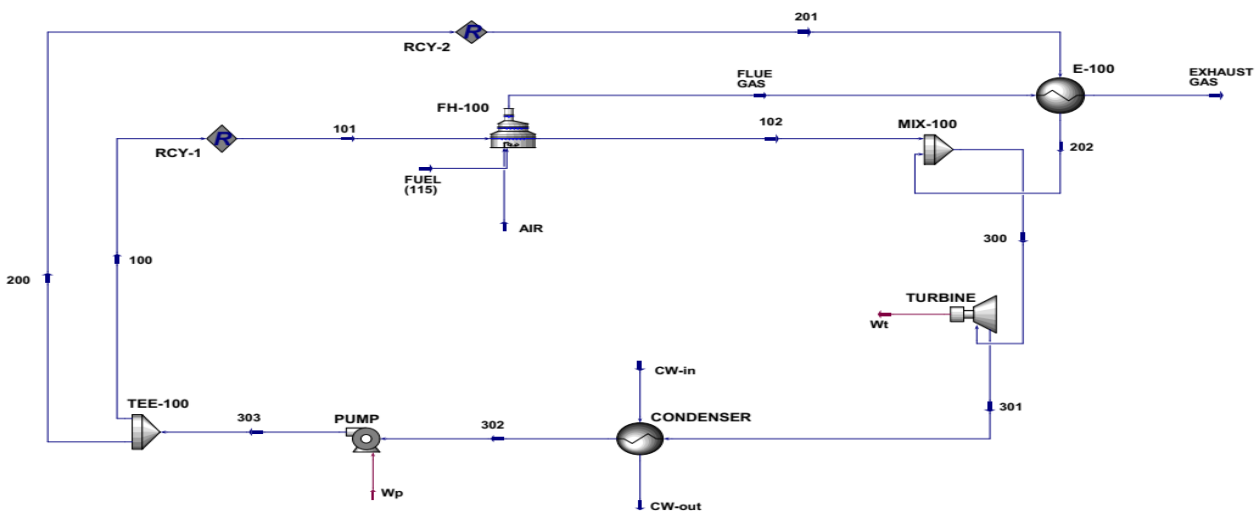 201
RCY-2
E-100
FLUE
GAS
EXHAUST
GAS
FH-100
101
102
MIX-100
RCY-1
202
FUEL
(115)
AIR
300
100
200
TURBINE
Wt
CW-in
TEE-100
303
PUMP
302
CONDENSER
301
Wp
CW-out
R
R